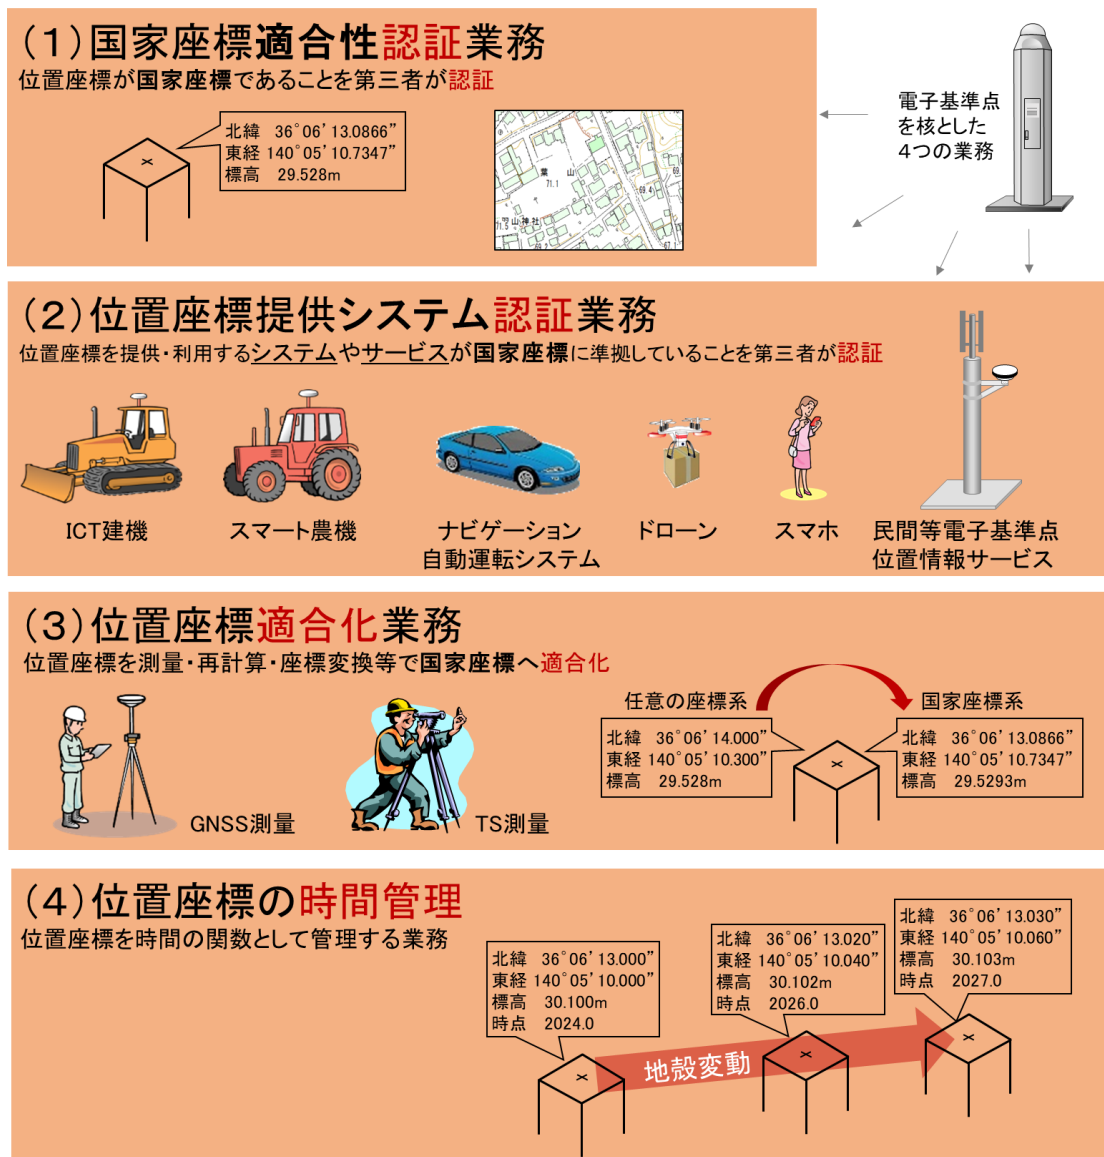 （１）国家座標適合性認証業務
位置座標が国家座標であることを第三者が認証
北緯 36°06’13.0866”
東経 140°05’10.7347”
標高 29.528m
葉山
71.1
69.4
69.
71.5
山神社
69.2
67.1
電子基準点
を核とした
４つの業務
（２）位置座標提供システム認証業務
位置座標を提供・利用するシステムやサービスが国家座標に準拠していることを第三者が認証
ICT建機
スマート農機
ナビゲーション
自動運転システム
ドローン
スマホ
民間等電子基準点
位置情報サービス
（３）位置座標適合化業務
位置座標を測量・再計算・座標変換等で国家座標へ適合化
GNSS測量
TS測量
任意の座標系
北緯 36°06’14.000”
東経 140°05’10.300”
標高 29.528m
国家座標系
北緯 36°06’13.0866”
東経 140°05’10.7347”
標高 29.5293m
（４）位置座標の時間管理
位置座標を時間の関数として管理する業務
北緯 36°06’13.000”
東経 140°05’10.000”
標高 30.100m
時点 2024.0
北緯 36°06’13.020”
東経 140°05’10.040”
標高 30.102m
時点 2026.0
北緯 36°06’13.030”
東経 140°05’10.060”
標高 30.103m
時点 2027.0
地殻変動